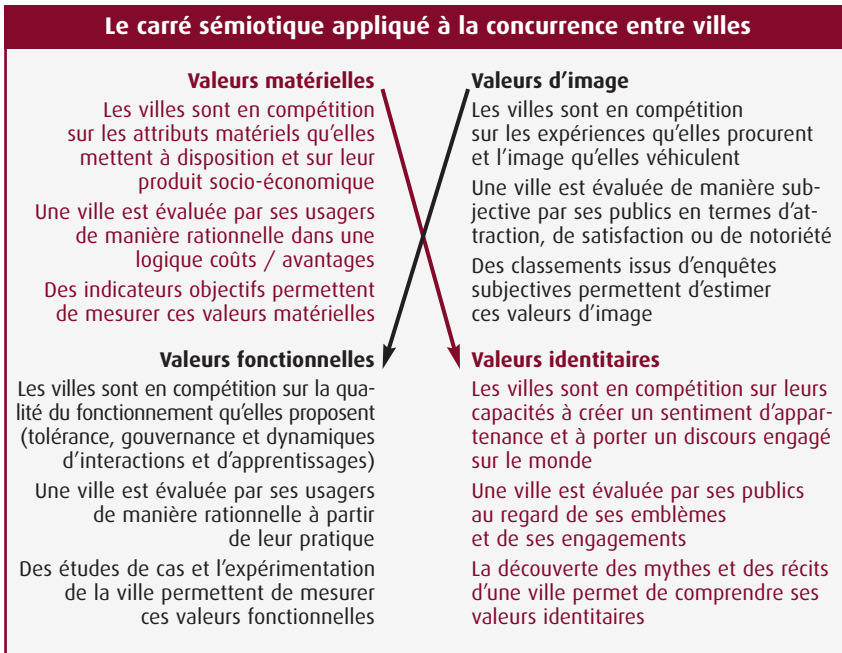 Le carré sémiotique appliqué à la concurrence entre villes
Valeurs matérielles
Les villes sont en compétition
sur les attributs matériels qu'elles
mettent à disposition et sur leur
produit socio-économique
Une ville est évaluée par ses usagers
de manière rationnelle dans une
logique coûts / avantages
Des indicateurs objectifs permettent
de mesurer ces valeurs matérielles
Valeurs d'image
Les villes sont en compétition
sur les expériences qu'elles procurent
et l'image qu'elles véhiculent
Une ville est évaluée de manière sub-
jective par ses publics en termes d'at-
traction, de satisfaction ou de notoriété
Des classements issus d'enquêtes
subjectives permettent d'estimer
ces valeurs d'image
Valeurs fonctionnelles
Les villes sont en compétition sur la qua-
lité du fonctionnement qu'elles proposent
(tolérance, gouvernance et dynamiques
d'interactions et d'apprentissages)
Une ville est évaluée par ses usagers
de manière rationnelle à partir
de leur pratique
Des études de cas et l'expérimentation
de la ville permettent de mesurer
ces valeurs fonctionnelles
Valeurs identitaires
Les villes sont en compétition sur leurs
capacités à créer un sentiment d'appar-
tenance et à porter un discours engagé
sur le monde
Une ville est évaluée par ses publics
au regard de ses emblèmes
et de ses engagements
La découverte des mythes et des récits
d'une ville permet de comprendre ses
valeurs identitaires